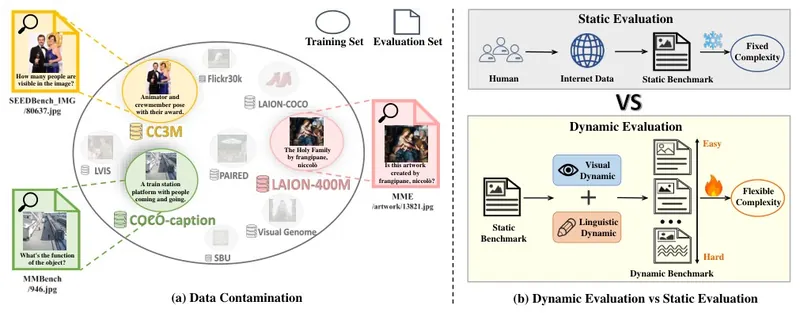 Training Set
Evaluation Set
How many people are
visible in the image?
SEEDBench_IMG
/80637.jpg
Animator and
crewmember pose
with their award.
CC3M
Flickr30k
LAION-COCO
The Holy Family
by frangipane,
niccolò
LAION-400M
Is this artwork
created by
frangipane, niccolò?
MME
/artwork/13821.jpg
LVIS
PAIRED
A train station
platform with people
coming and going.
COCO-caption
Visual Genome
SBU
What's the function
of the object?
MMBench
/946.jpg
(a) Data Contamination
Static Evaluation
Human
Internet Data
Static Benchmark
Fixed
Complexity
VS
Dynamic Evaluation
Static
Benchmark
Visual
Dynamic
+
Linguistic
Dynamic
Easy
Hard
Dynamic Benchmark
Flexible
Complexity
(b) Dynamic Evaluation vs Static Evaluation